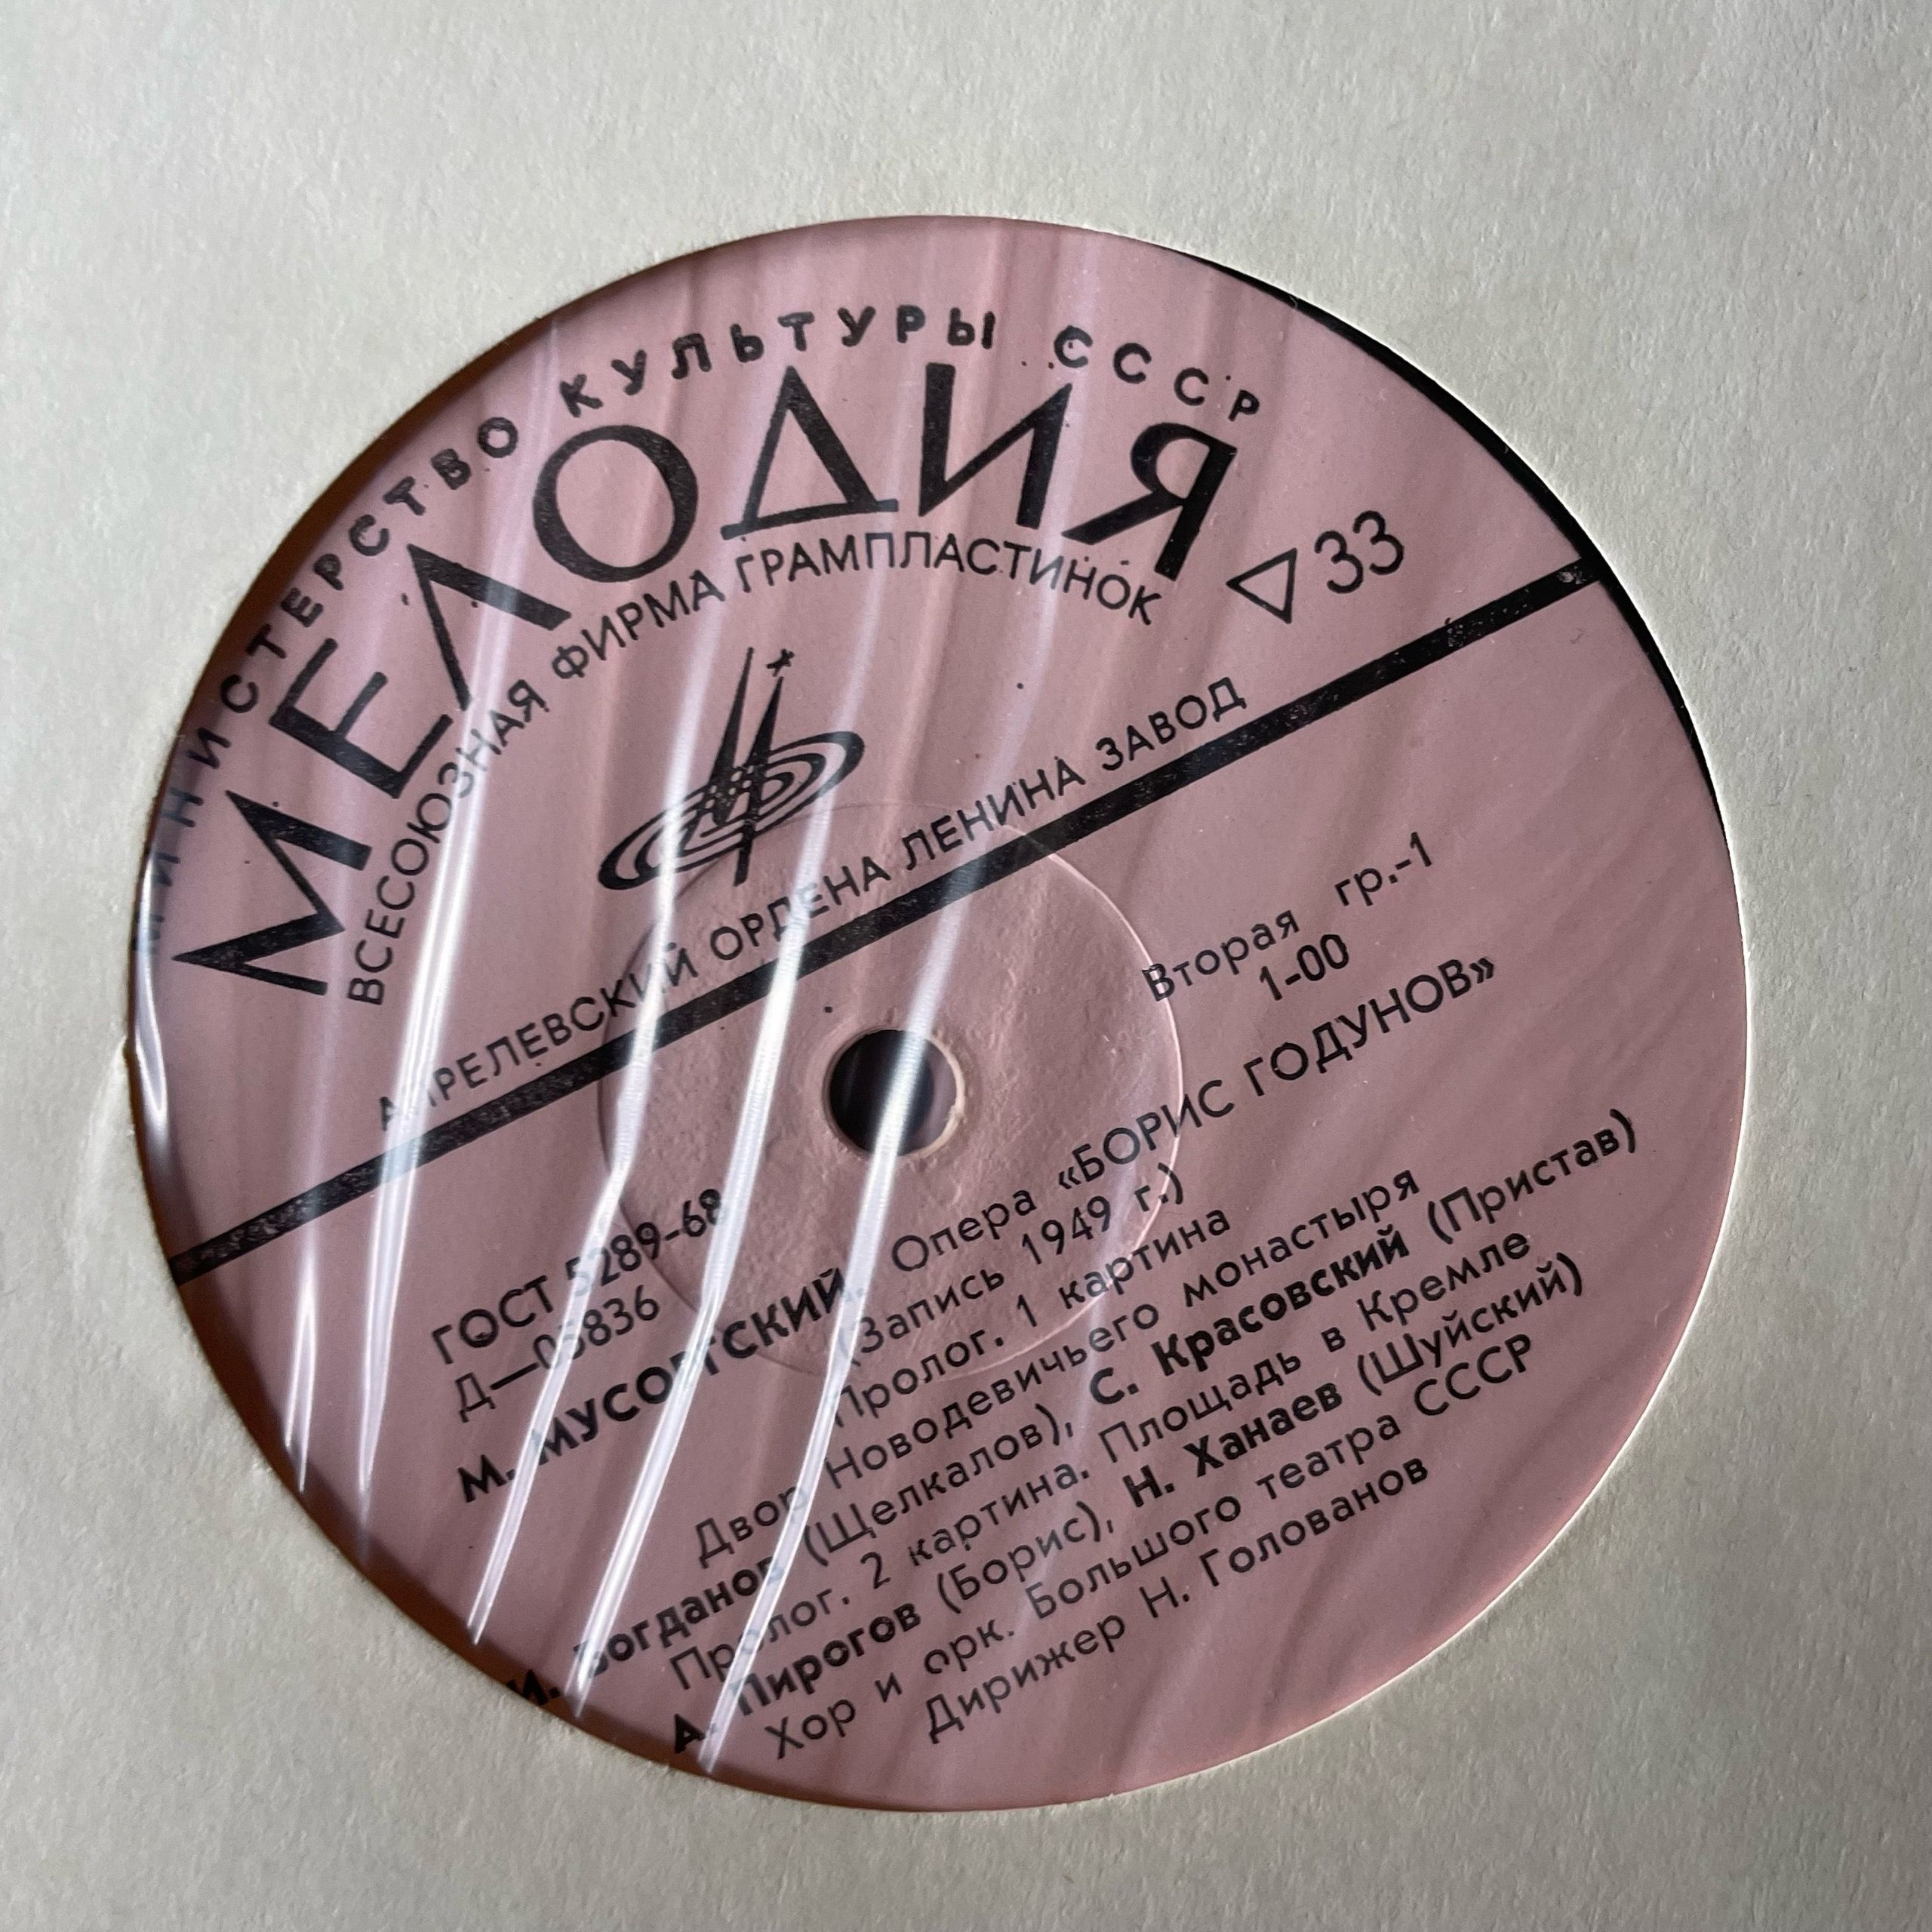 МИНИСТЕРСТВО КУЛЬТУРЫ СССР
МЕЛОДИЯ
ВСЕСОЮЗНАЯ ФИРМА ГРАМПЛАСТИНОК
33
АПРЕЛЕВСКИЙ ОРДЕНА ЛЕНИНА ЗАВОД
Вторая гр.-1
1-00
ГОСТ 5289-68
Д—05836
М. МУСОРГСКИЙ. Опера «БОРИС ГОДУНОВ»
(Запись 1949 г.)
Пролог. 1 картина
Двор Новодевичьего монастыря
И. Богданов (Щелкалов), С. Красовский (Пристав)
Пролог. 2 картина. Площадь в Кремле
А. Пирогов (Борис), Н. Ханаев (Шуйский)
Хор и орк. Большого театра СССР
Дирижер Н. Голованов